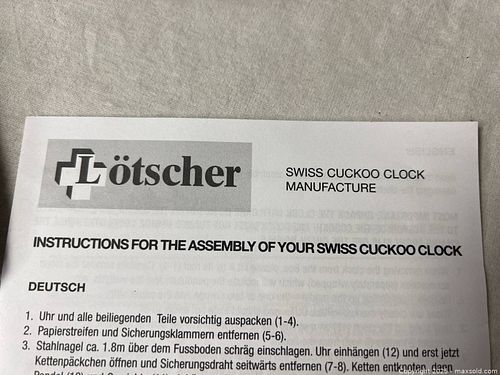 Lötscher
SWISS CUCKOO CLOCK
MANUFACTURE
INSTRUCTIONS FOR THE ASSEMBLY OF YOUR SWISS CUCKOO CLOCK
DEUTSCH
1. Uhr und alle beiliegenden Teile vorsichtig auspacken (1-4).
2. Papierstreifen und Sicherungsklammern entfernen (5-6).
3. Stahlnagel ca. 1.8m über dem Fussboden schräg einschlagen. Uhr einhängen (12) und erst jetzt
Kettenpäckchen öffnen und Sicherungsdraht seitwärts entfernen (7-8). Ketten entknoten dann
maxsold.com